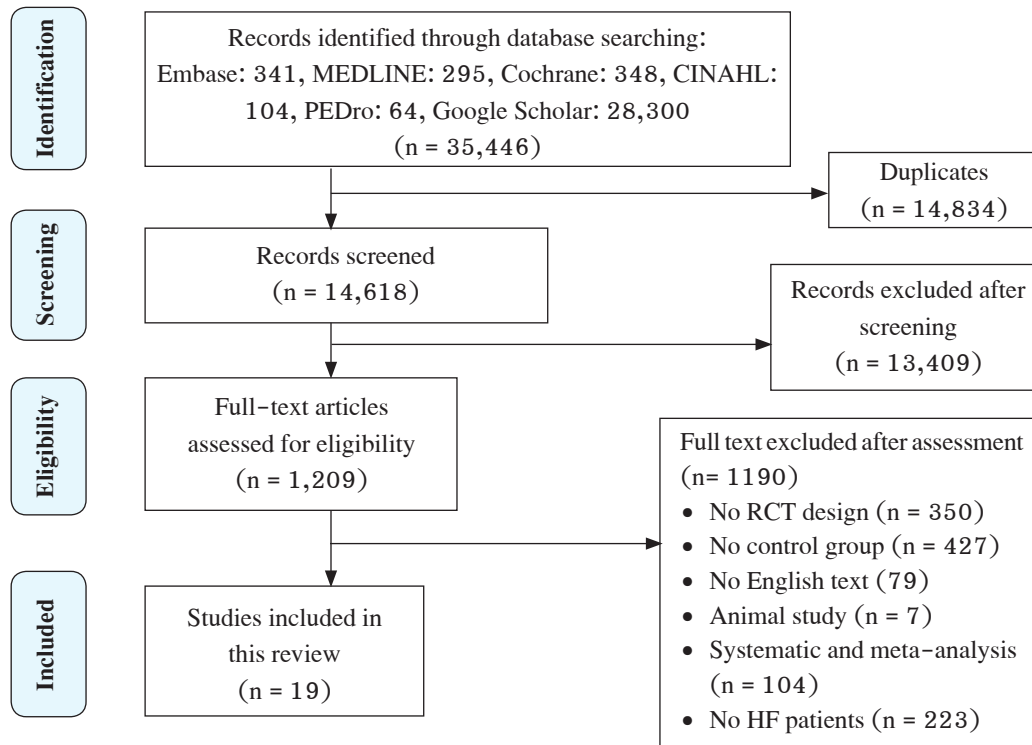 Identification
Records identified through database searching:
Embase: 341, MEDLINE: 295, Cochrane: 348, CINAHL:
104, PEDro: 64, Google Scholar: 28,300
(n = 35,446)
Duplicates
(n = 14,834)
Screening
Records screened
(n = 14,618)
Records excluded after
screening
(n = 13,409)
Eligibility
Full-text articles
assessed for eligibility
(n = 1,209)
Full text excluded after assessment
(n= 1190)
• No RCT design (n = 350)
• No control group (n = 427)
• No English text (79)
• Animal study (n = 7)
• Systematic and meta-analysis
(n = 104)
• No HF patients (n = 223)
Included
Studies included in
this review
(n = 19)